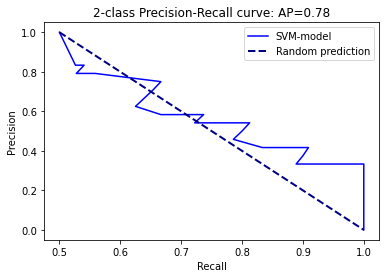 2-class Precision-Recall curve: AP=0.78
SVM-model
Random prediction
Precision
1.0
0.8
0.6
0.4
0.2
0.0
0.5 0.6 0.7 0.8 0.9 1.0
Recall